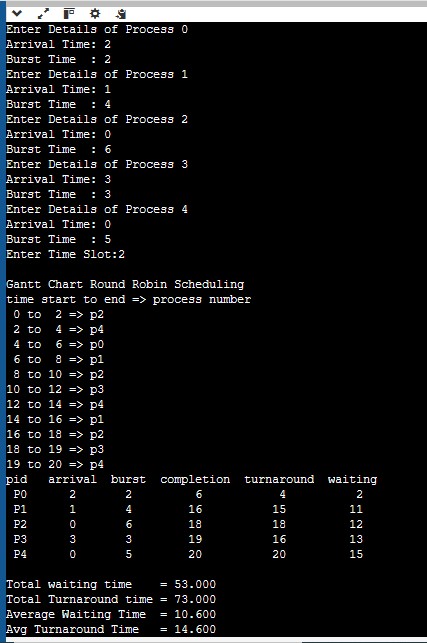 Enter Details of Process 0
Arrival Time: 2
Burst Time  : 2
Enter Details of Process 1
Arrival Time: 1
Burst Time  : 4
Enter Details of Process 2
Arrival Time: 0
Burst Time  : 6
Enter Details of Process 3
Arrival Time: 3
Burst Time  : 3
Enter Details of Process 4
Arrival Time: 0
Burst Time  : 5
Enter Time Slot:2
Gantt Chart Round Robin Scheduling
time start to end => process number
0 to  2 => p2
2 to  4 => p4
4 to  6 => p0
6 to  8 => p1
8 to 10 => p2
10 to 12 => p3
12 to 14 => p4
14 to 16 => p1
16 to 18 => p2
18 to 19 => p3
19 to 20 => p4
pid   arrival  burst  completion  turnaround  waiting
P0      2        2        6          4          2
P1      1        4        16         15         11
P2      0        6        18         18         12
P3      3        3        19         16         13
P4      0        5        20         20         15
Total waiting time    = 53.000
Total Turnaround time = 73.000
Average Waiting Time  = 10.600
Avg Turnaround Time   = 14.600